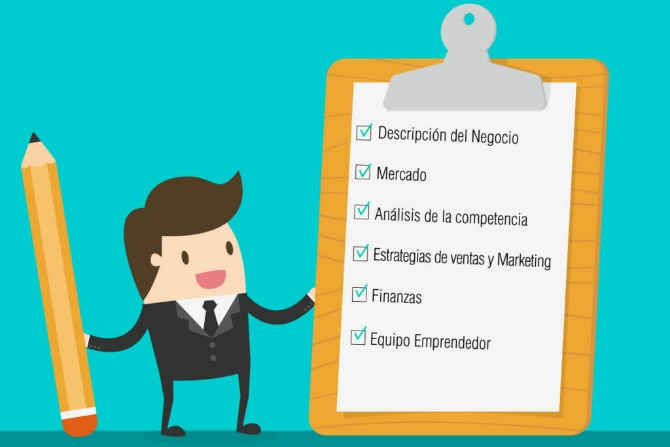 Descripción del Negocio
Mercado
Análisis de la competencia
Estrategias de ventas y Marketing
Finanzas
Equipo Emprendedor